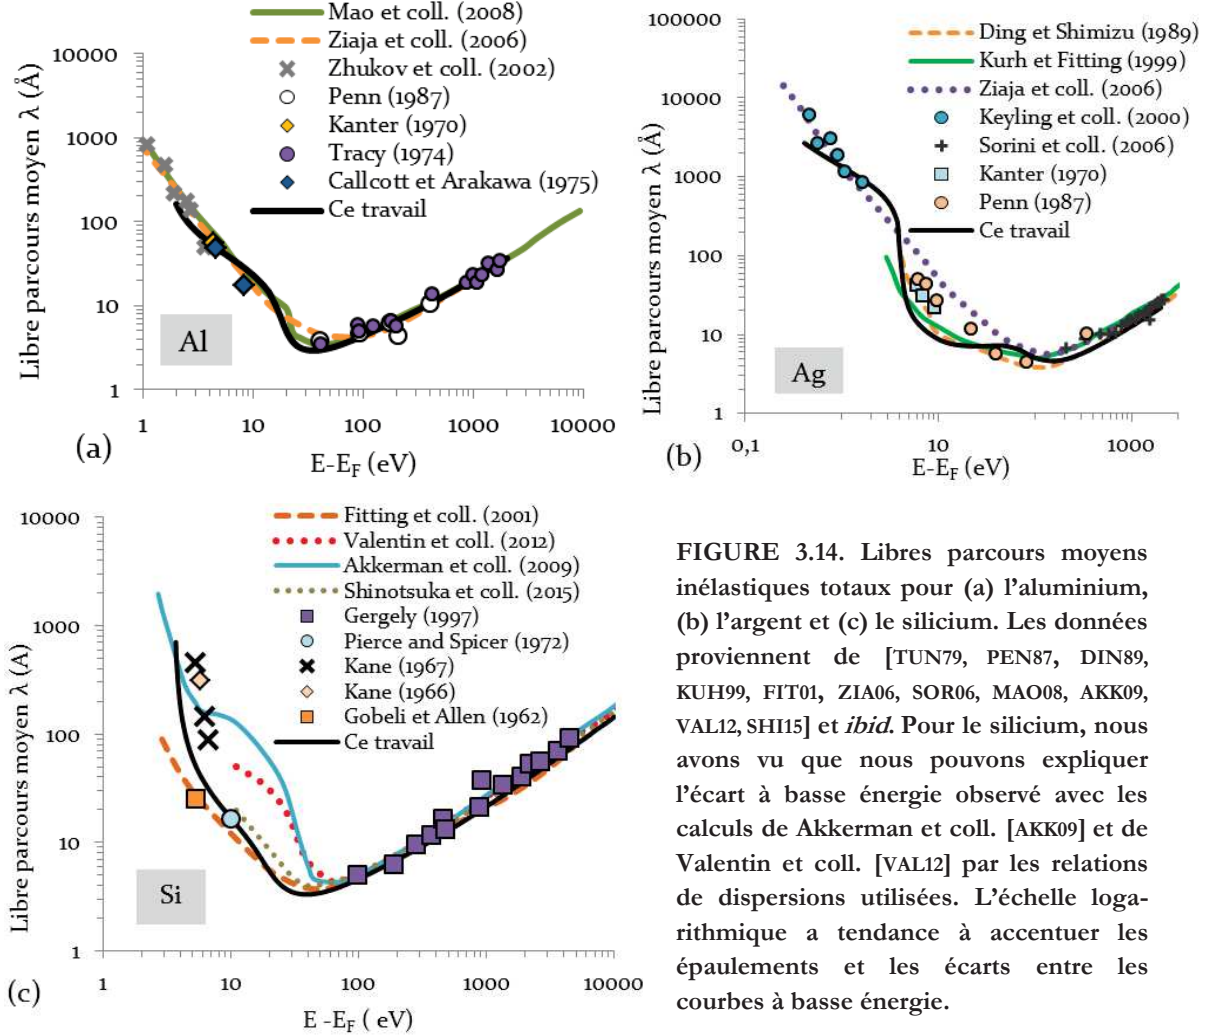 Mao et coll. (2008)
Ziaja et coll. (2006)
Zhukov et coll. (2002)
Penn (1987)
Kanter (1970)
Tracy (1974)
Callcott et Arakawa (1975)
Ce travail
Libre parcours moyen λ (Å)
10000
1000
100
10
1
Al
1 10 100 1000 10000
(a)
E-E_F (eV)
Ding et Shimizu (1989)
Kurh et Fitting (1999)
Ziaja et coll. (2006)
Keyling et coll. (2000)
Sorini et coll. (2006)
Kanter (1970)
Penn (1987)
Ce travail
Libre parcours moyen λ (Å)
100000
10000
1000
100
10
1
Ag
0,1 10 1000
(b)
E-E_F (eV)
Fitting et coll. (2001)
Valentin et coll. (2012)
Akkerman et coll. (2009)
Shinotsuka et coll. (2015)
Gergely (1997)
Pierce and Spicer (1972)
Kane (1967)
Kane (1966)
Gobeli et Allen (1962)
Ce travail
Libre parcours moyen λ (Å)
10000
1000
100
10
1
Si
1 10 100 1000 10000
(c)
E -E_F ( eV)
FIGURE 3.14. Libres parcours moyens
inélastiques totaux pour (a) l'aluminium,
(b) l'argent et (c) le silicium. Les données
proviennent de [TUN79, PEN87, DIN89,
KUH99, FIT01, ZIA06, SOR06, MAO08, AKK09,
VAL12, SHI15] et ibid. Pour le silicium, nous
avons vu que nous pouvons expliquer
l'écart à basse énergie observé avec les
calculs de Akkerman et coll. [AKK09] et de
Valentin et coll. [VAL12] par les relations
de dispersions utilisées. L'échelle loga-
rithmique a tendance à accentuer les
épaulements et les écarts entre les
courbes à basse énergie.